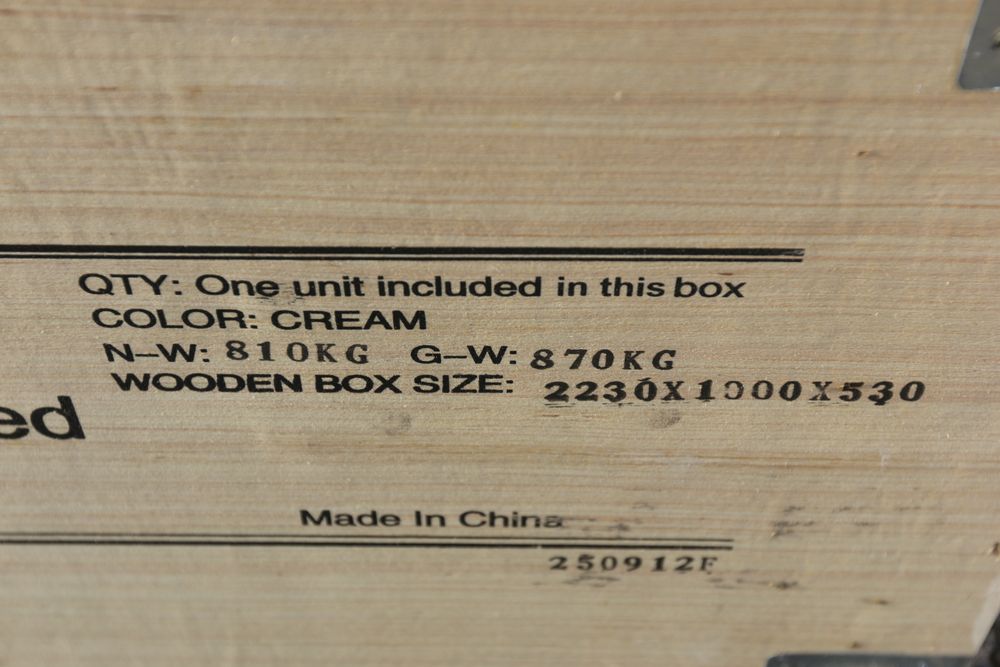 QTY: One unit included in this box
COLOR: CREAM
N-W: 810KG G-W: 870KG
WOODEN BOX SIZE: 2230X1000X530
ed
Made In China
250912F